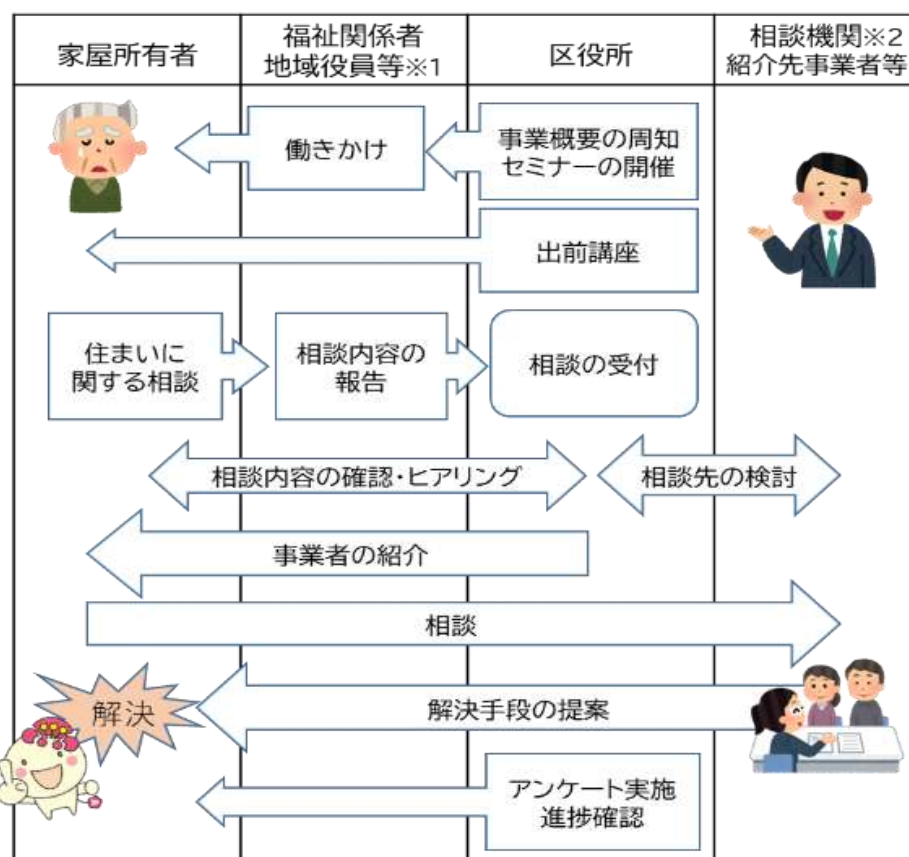 家屋所有者
福祉関係者
地域役員等※1
区役所
相談機関※2
紹介先事業者等
働きかけ
事業概要の周知
セミナーの開催
出前講座
住まいに
関する相談
相談内容の
報告
相談の受付
相談内容の確認・ヒアリング
相談先の検討
事業者の紹介
相談
解決
解決手段の提案
アンケート実施
進捗確認